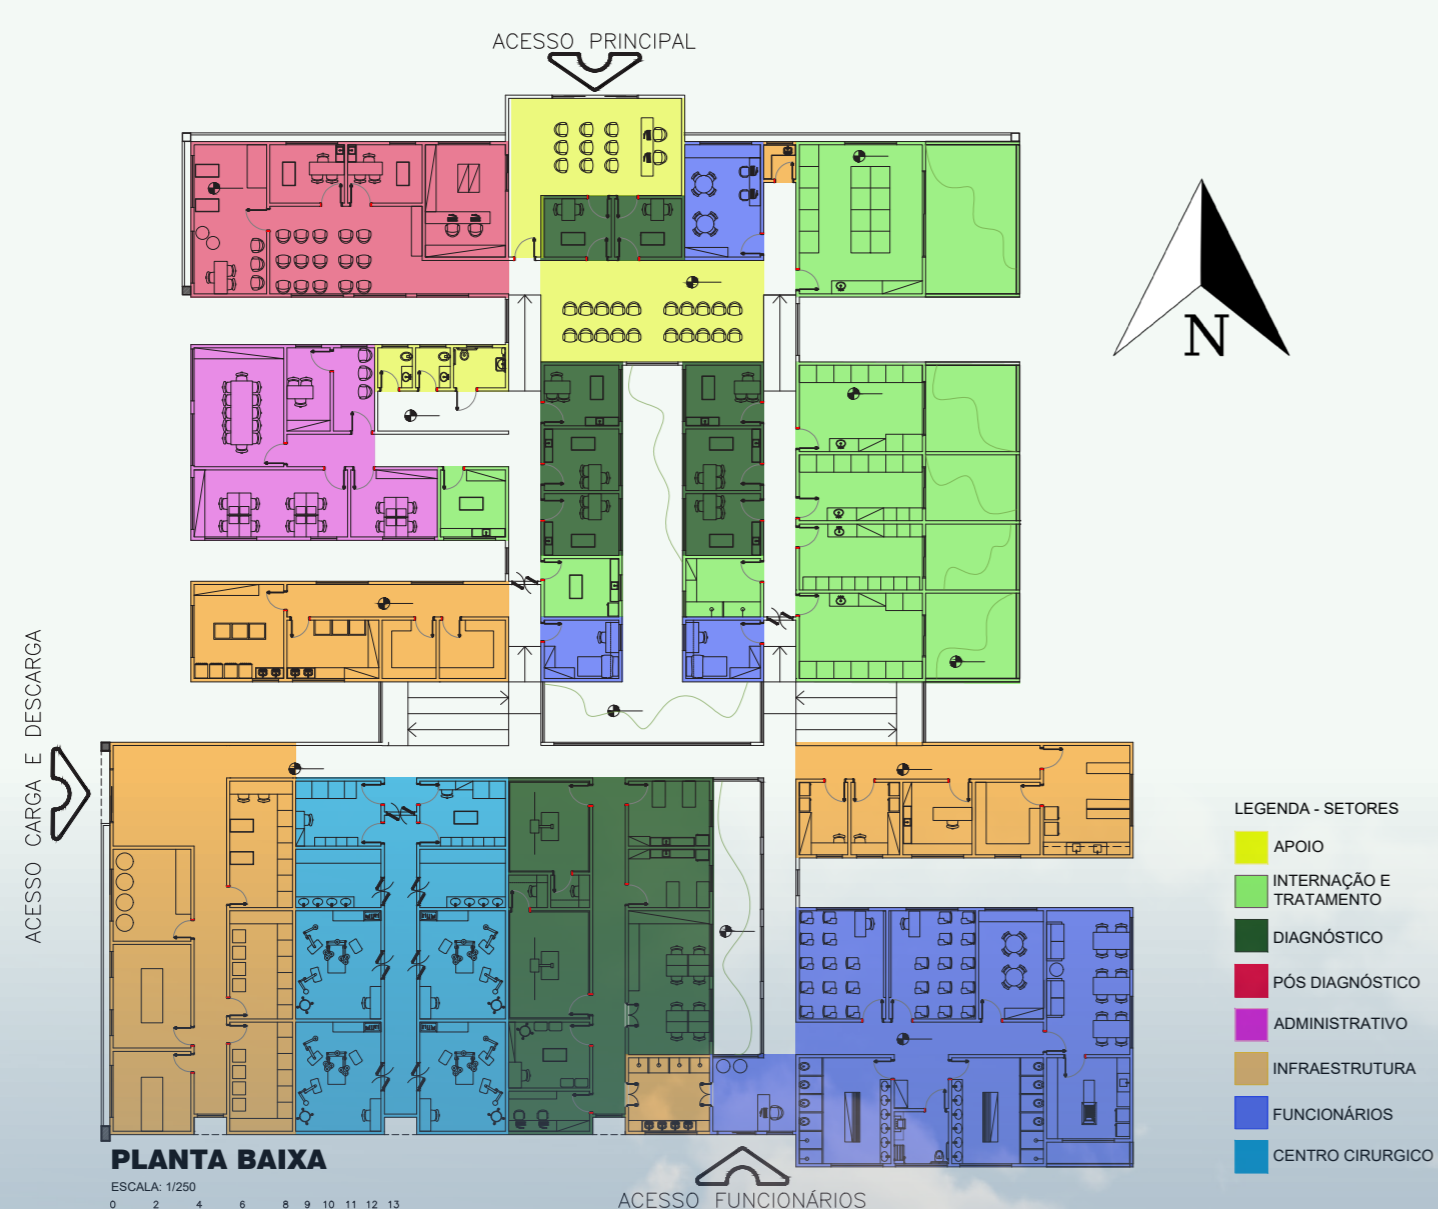 ACESSO PRINCIPAL
N
ACESSO CARGA E DESCARGA
LEGENDA - SETORES
APOIO
INTERNAÇÃO E
TRATAMENTO
DIAGNÓSTICO
PÓS DIAGNÓSTICO
ADMINISTRATIVO
INFRAESTRUTURA
FUNCIONÁRIOS
CENTRO CIRURGICO
PLANTA BAIXA
ESCALA: 1/250
0 2 4 6 8 9 10 11 12 13
ACESSO FUNCIONÁRIOS